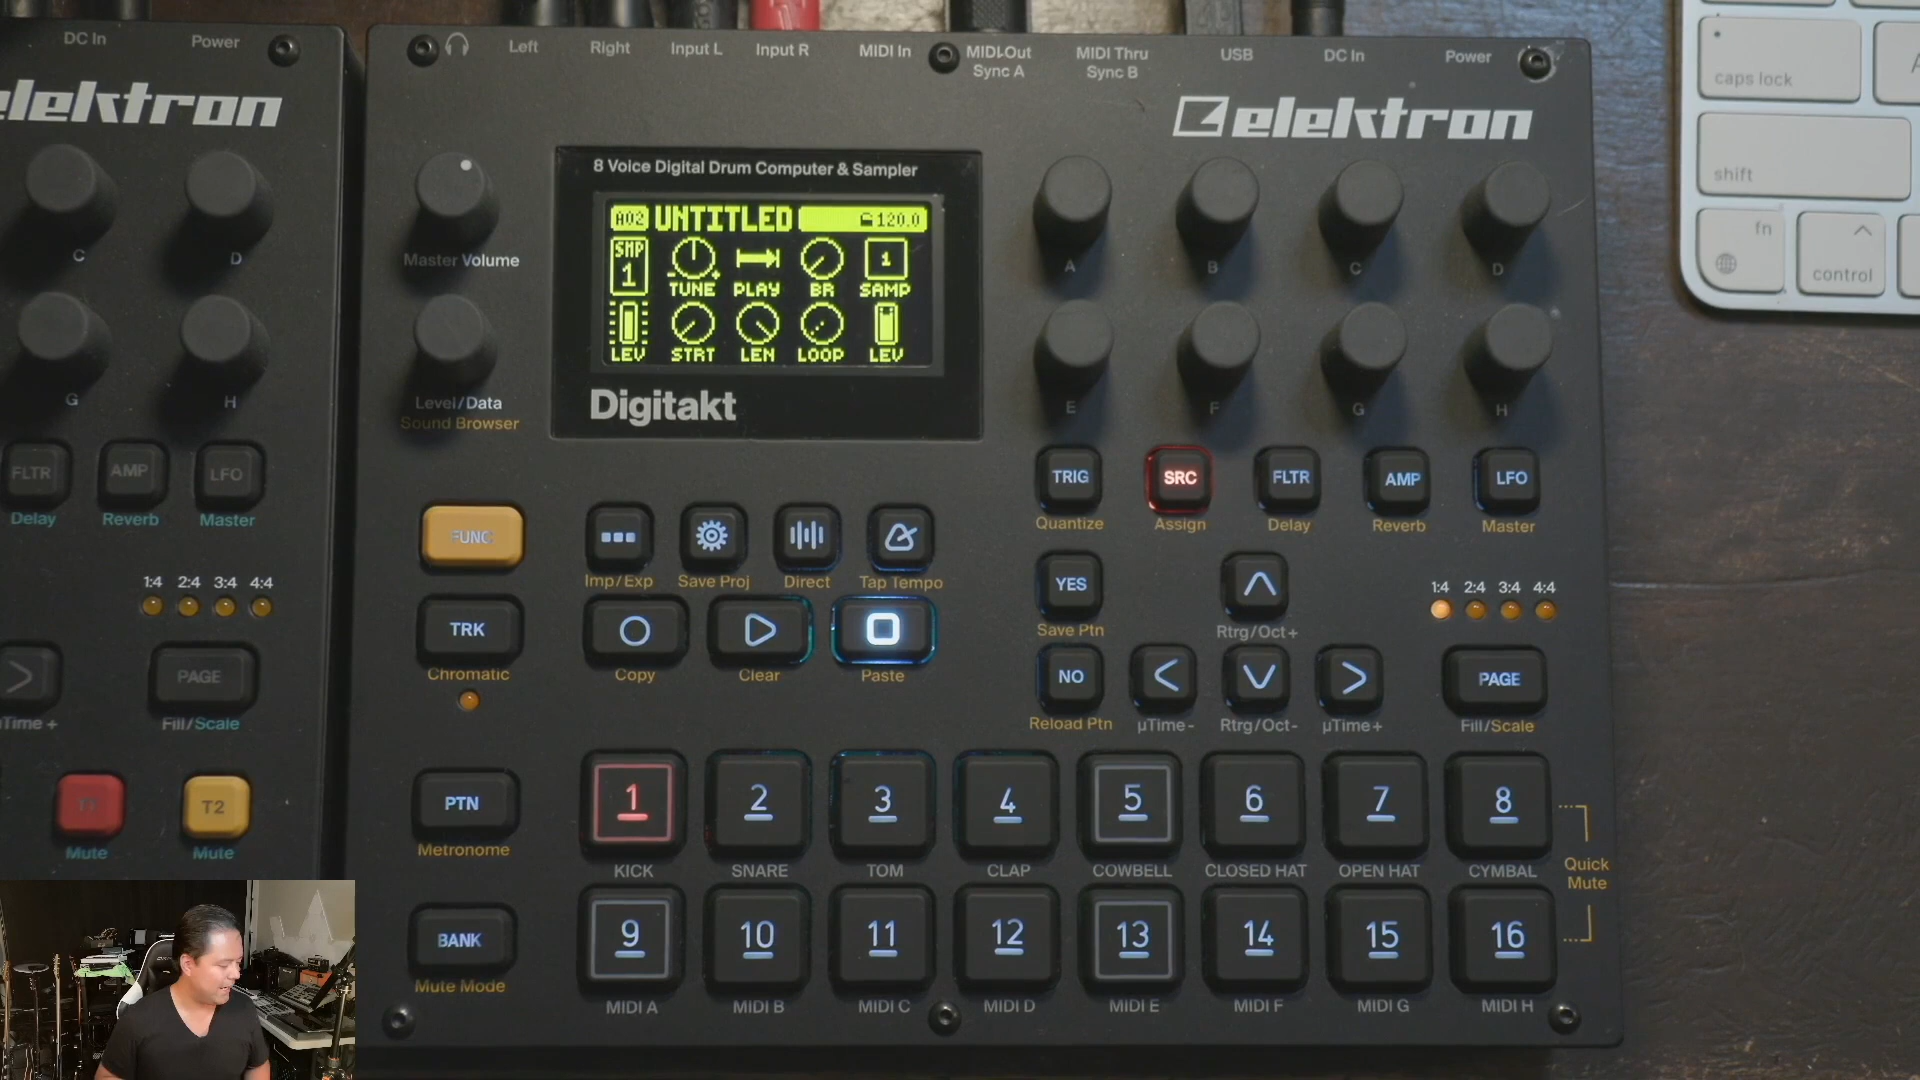 DC In
Power
elektron
C
D
G
H
FLTR
AMP
LFO
Delay
Reverb
Master
1:4 2:4 3:4 4:4
PAGE
µTime +
Fill/Scale
T1
T2
Mute
Mute
Left
Right
Input L
Input R
MIDI In
MIDI Out
Sync A
MIDI Thru
Sync B
USB
DC In
Power
elektron
8 Voice Digital Drum Computer & Sampler
A02 UNTITLED 120.0
SMP
1
TUNE PLAY BR SAMP
1
LEV STRT LEN LOOP LEV
Digitakt
Master Volume
Level/Data
Sound Browser
A
B
C
D
E
F
G
H
TRIG
SRC
FLTR
AMP
LFO
Quantize
Assign
Delay
Reverb
Master
FUNC
Imp/Exp
Save Proj
Direct
Tap Tempo
TRK
Chromatic
Copy
Clear
Paste
YES
Save Ptn
NO
Reload Ptn
Rtrg/Oct+
µTime-
Rtrg/Oct-
µTime+
1:4 2:4 3:4 4:4
PAGE
Fill/Scale
PTN
Metronome
BANK
Mute Mode
1 2 3 4 5 6 7 8
KICK SNARE TOM CLAP COWBELL CLOSED HAT OPEN HAT CYMBAL
Quick
Mute
9 10 11 12 13 14 15 16
MIDI A MIDI B MIDI C MIDI D MIDI E MIDI F MIDI G MIDI H
caps lock
shift
fn
control